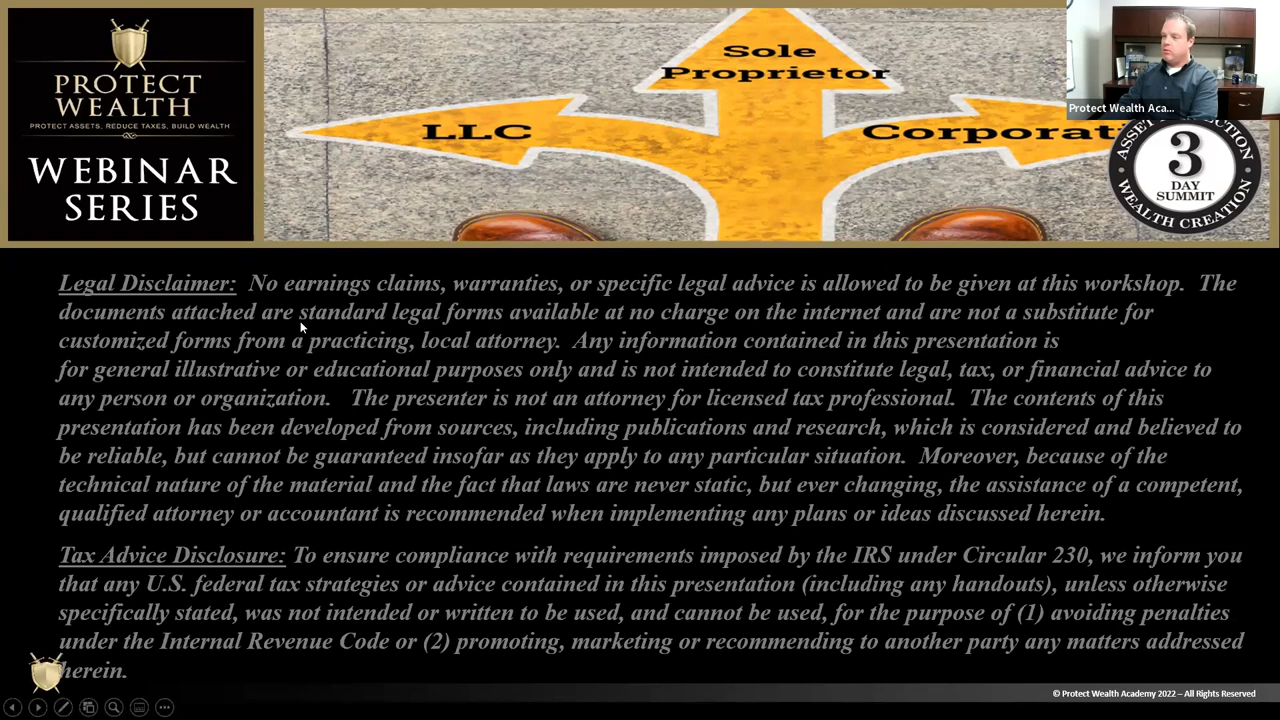 PROTECT
WEALTH
PROTECT ASSETS, REDUCE TAXES, BUILD WEALTH
WEBINAR
SERIES
Sole
Proprietor
LLC
Corporat
Protect Wealth Aca...
3
DAY
SUMMIT
WEALTH CREATION
Legal Disclaimer: No earnings claims, warranties, or specific legal advice is allowed to be given at this workshop. The
documents attached are standard legal forms available at no charge on the internet and are not a substitute for
customized forms from a practicing, local attorney. Any information contained in this presentation is
for general illustrative or educational purposes only and is not intended to constitute legal, tax, or financial advice to
any person or organization. The presenter is not an attorney for licensed tax professional. The contents of this
presentation has been developed from sources, including publications and research, which is considered and believed to
be reliable, but cannot be guaranteed insofar as they apply to any particular situation. Moreover, because of the
technical nature of the material and the fact that laws are never static, but ever changing, the assistance of a competent,
qualified attorney or accountant is recommended when implementing any plans or ideas discussed herein.
Tax Advice Disclosure: To ensure compliance with requirements imposed by the IRS under Circular 230, we inform you
that any U.S. federal tax strategies or advice contained in this presentation (including any handouts), unless otherwise
specifically stated, was not intended or written to be used, and cannot be used, for the purpose of (1) avoiding penalties
under the Internal Revenue Code or (2) promoting, marketing or recommending to another party any matters addressed
herein.
© Protect Wealth Academy 2022 – All Rights Reserved